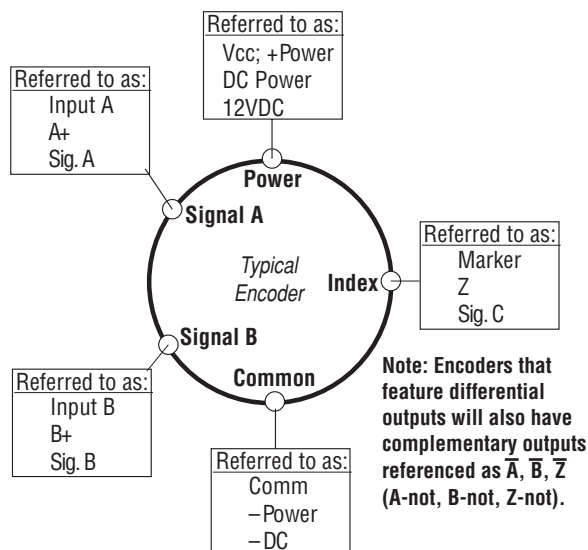 Referred to as:
Vcc; +Power
DC Power
12VDC
Referred to as:
Input A
A+
Sig. A
Power
Signal A
Typical
Encoder
Index
Referred to as:
Marker
Z
Sig. C
Signal B
Common
Referred to as:
Input B
B+
Sig. B
Referred to as:
Comm
–Power
–DC
Note: Encoders that
feature differential
outputs will also have
complementary outputs
referenced as A̅, B̅, Z̅
(A-not, B-not, Z-not).